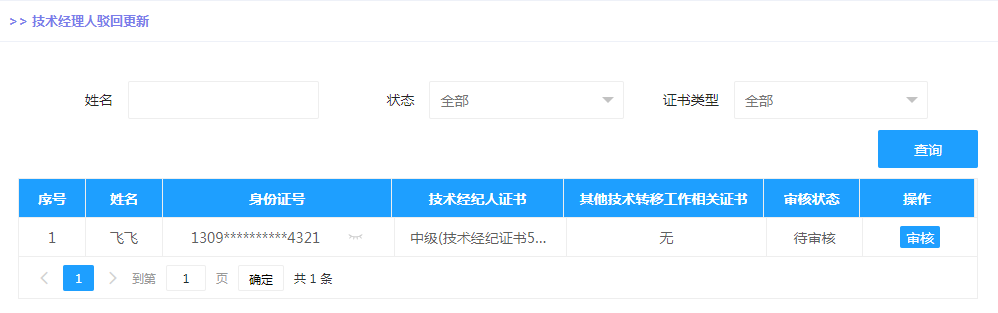 >> 技术经理人驳回更新
姓名 状态 全部 证书类型 全部
查询
序号 姓名 身份证号 技术经纪人证书 其他技术转移工作相关证书 审核状态 操作
1 飞飞 1309**********4321 中级(技术经纪证书5... 无 待审核 审核
1 到第 1 页 确定 共 1 条